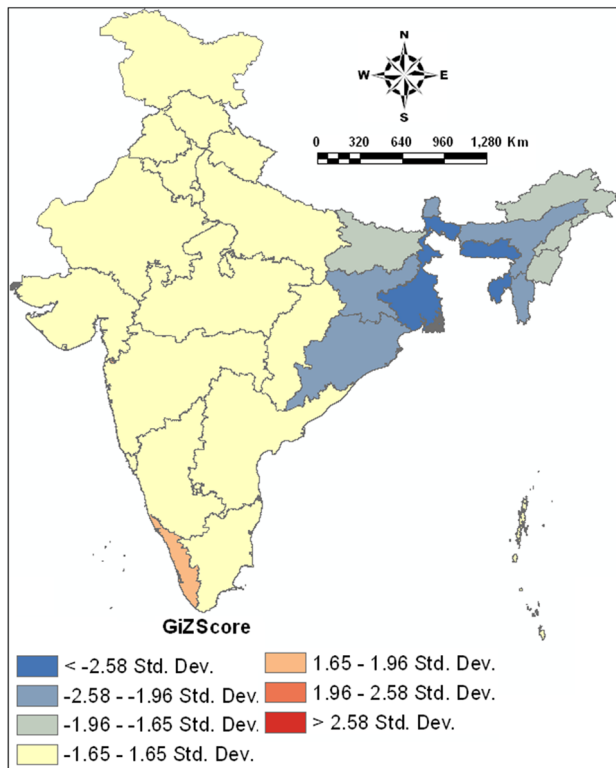 N
W E
S
0 320 640 960 1,280 Km
GiZScore
< -2.58 Std. Dev.
-2.58 - -1.96 Std. Dev.
-1.96 - -1.65 Std. Dev.
-1.65 - 1.65 Std. Dev.
1.65 - 1.96 Std. Dev.
1.96 - 2.58 Std. Dev.
> 2.58 Std. Dev.